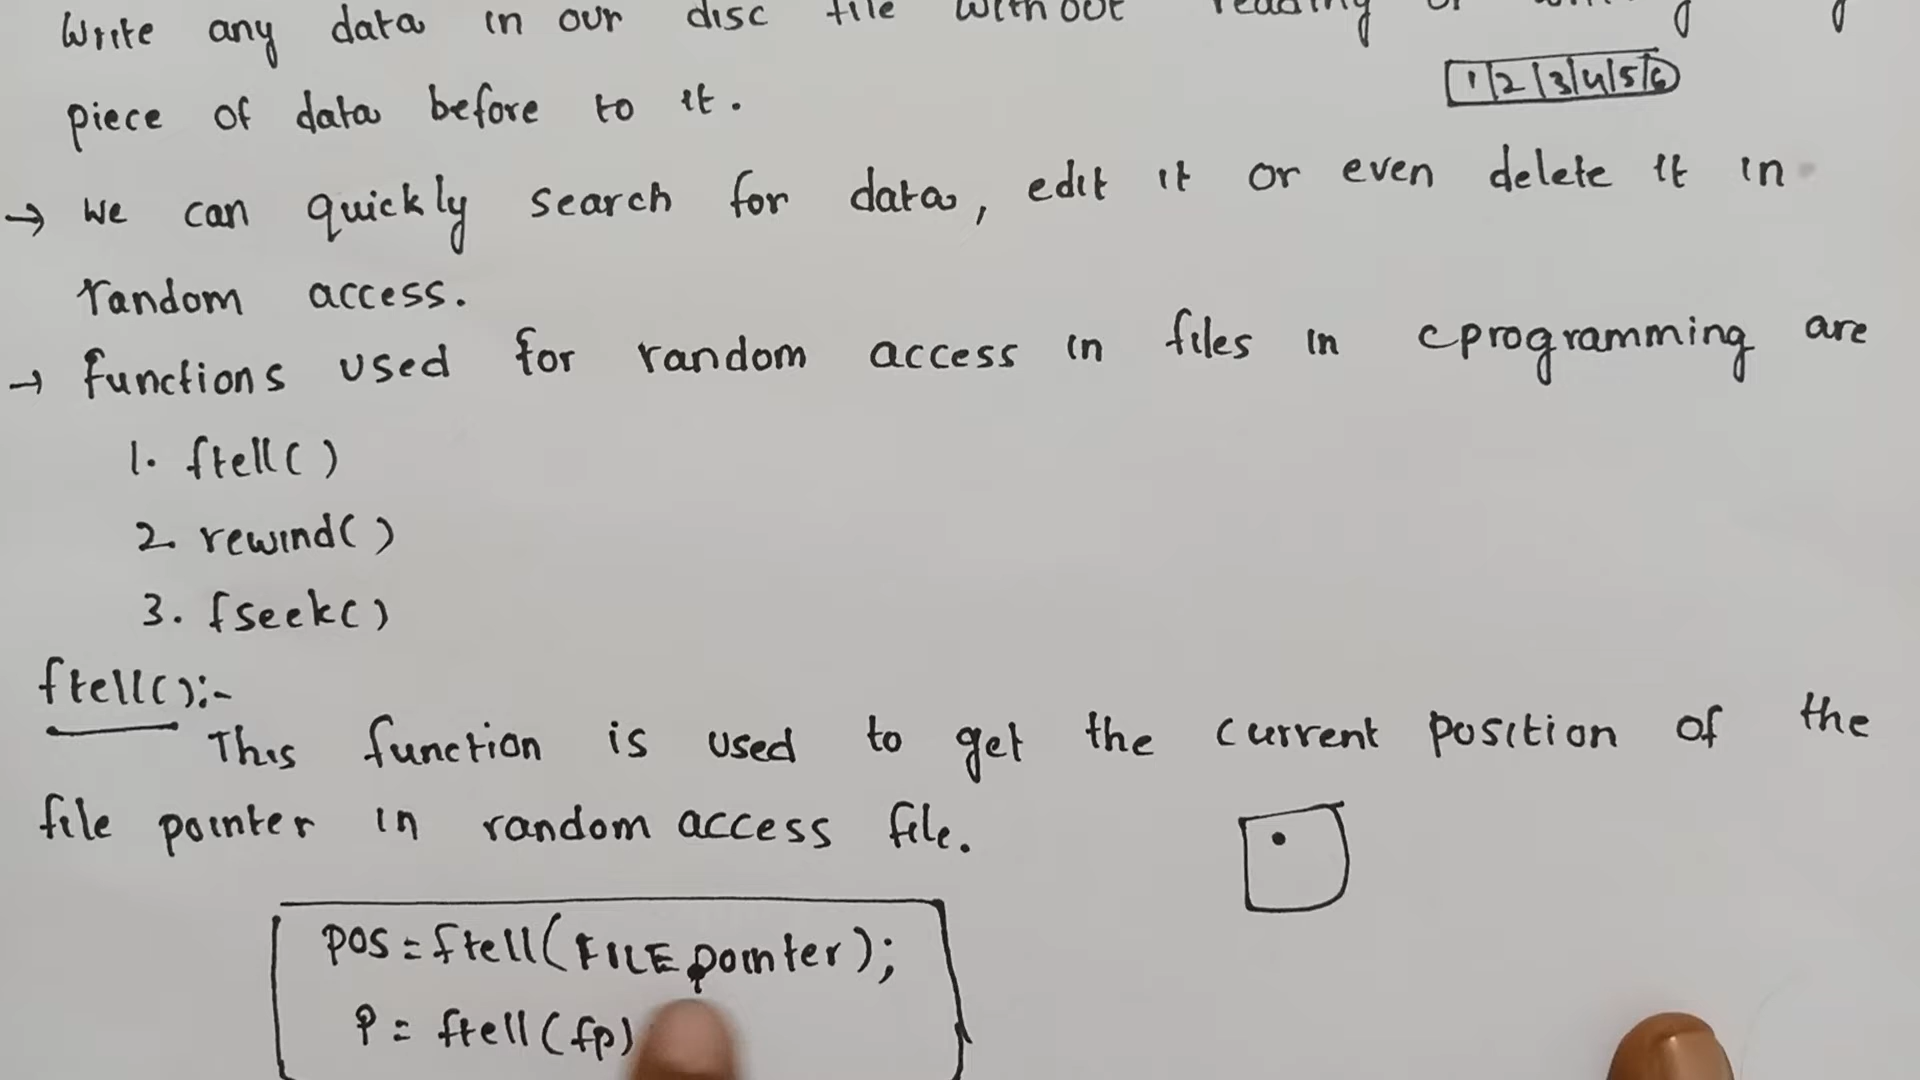 Write any data in our disc file without reading or
piece of data before to it.
1 2 3 4 5 6
→ we can quickly search for data, edit it or even delete it in
random access.
→ functions used for random access in files in cprogramming are
1. ftell()
2. rewind()
3. fseek()
ftell():-
This function is used to get the current position of the
file pointer in random access file.
pos = ftell(FILE pointer);
P = ftell(fp)